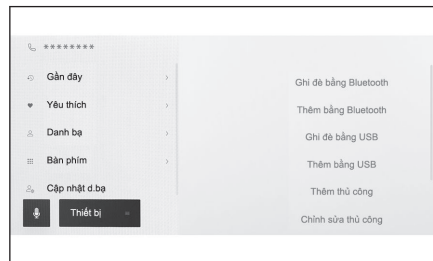 ********
Gần đây
Yêu thích
Danh bạ
Bàn phím
Cập nhật d.bạ
Thiết bị
Ghi đè bằng Bluetooth
Thêm bằng Bluetooth
Ghi đè bằng USB
Thêm bằng USB
Thêm thủ công
Chỉnh sửa thủ công